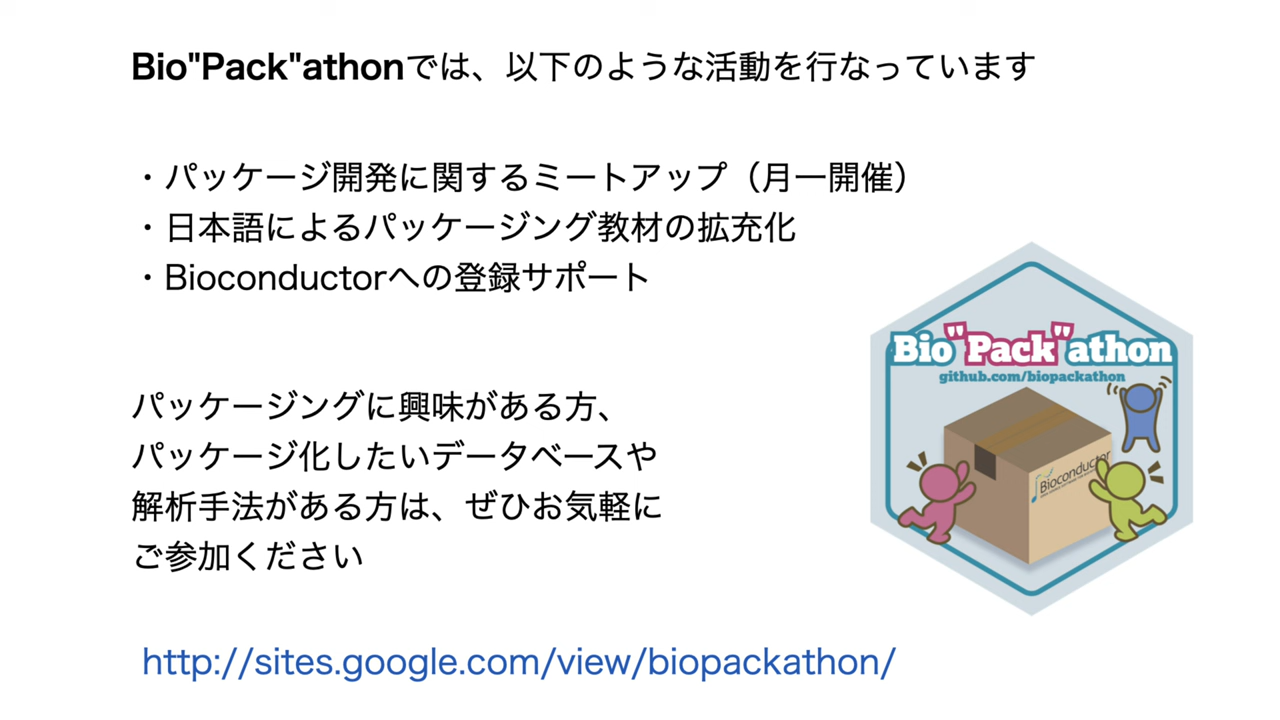 Bio"Pack"athonでは、以下のような活動を行なっています
・パッケージ開発に関するミートアップ（月一開催）
・日本語によるパッケージング教材の拡充化
・Bioconductorへの登録サポート
パッケージングに興味がある方、
パッケージ化したいデータベースや
解析手法がある方は、ぜひお気軽に
ご参加ください
http://sites.google.com/view/biopackathon/
Bio"Pack"athon
github.com/biopackathon
Bioconductor